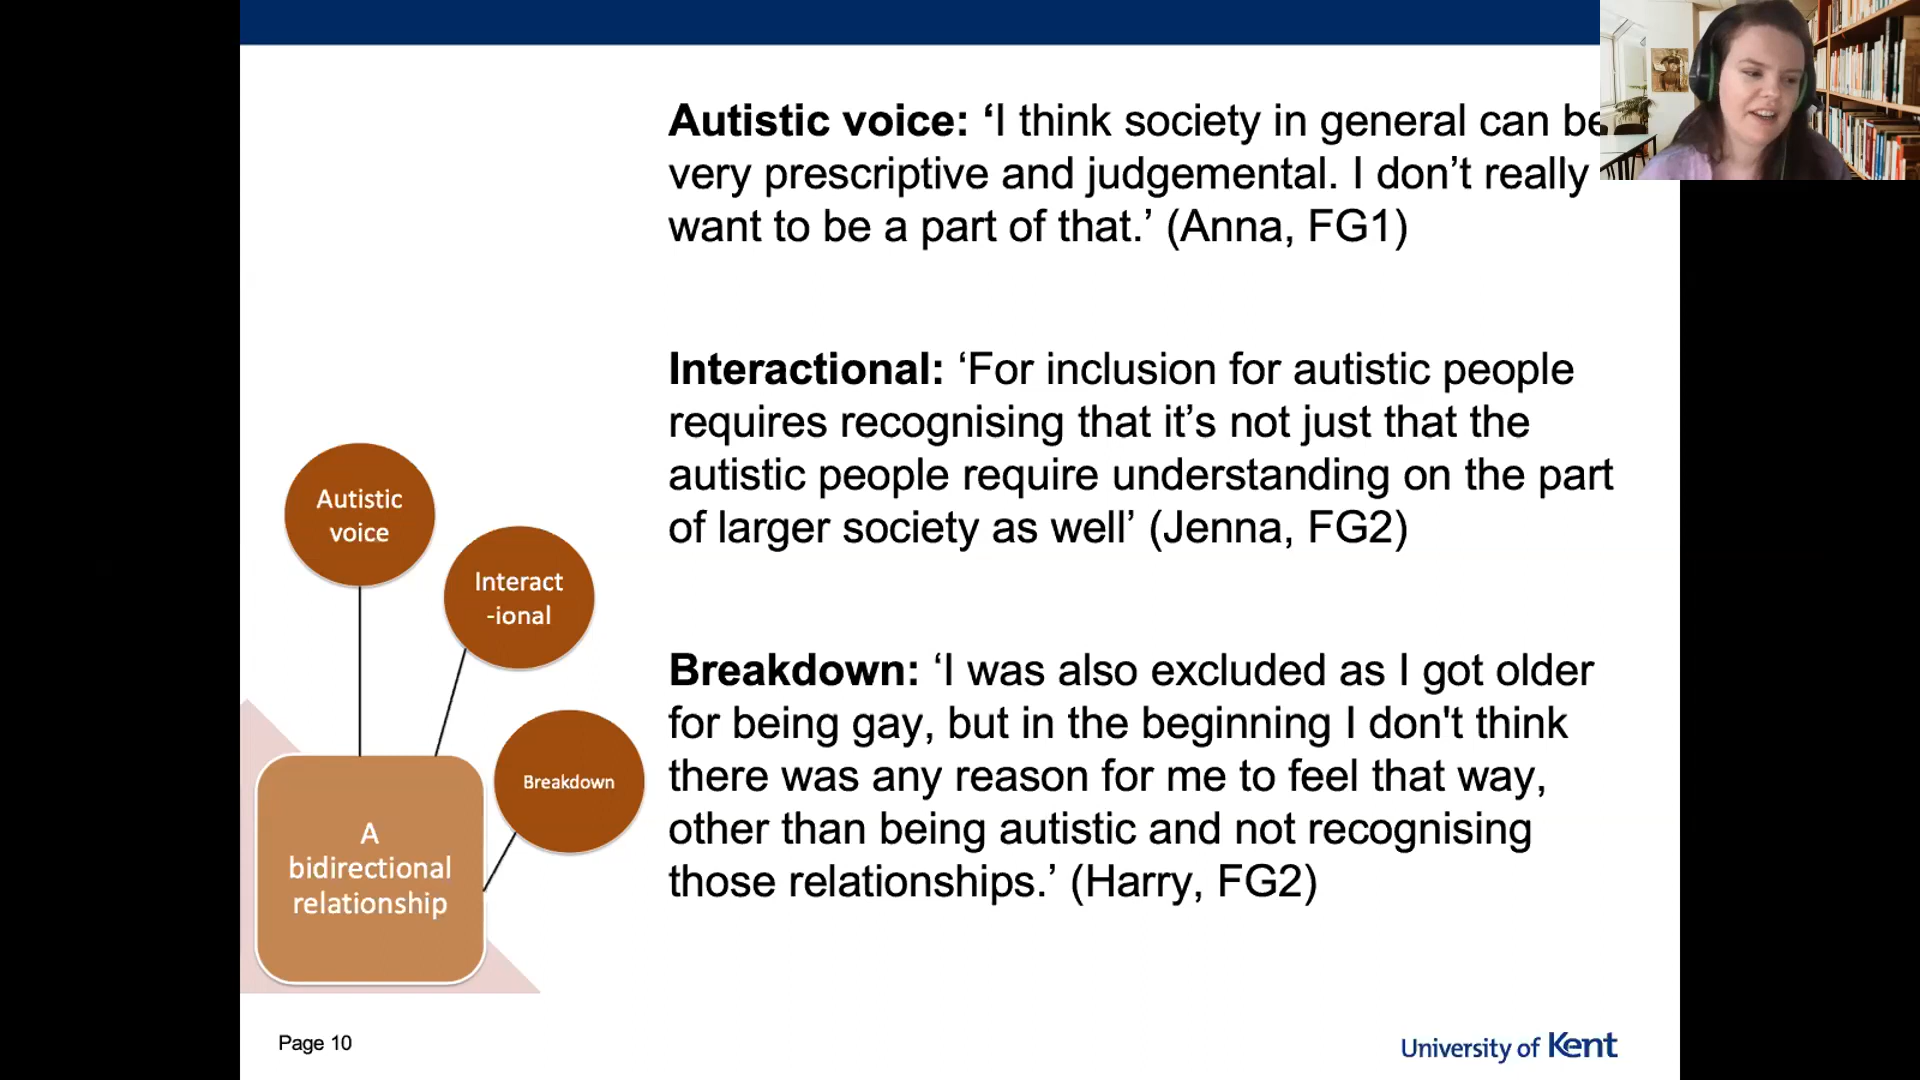 Autistic voice: ‘I think society in general can be
very prescriptive and judgemental. I don’t really
want to be a part of that.’ (Anna, FG1)
Interactional: ‘For inclusion for autistic people
requires recognising that it’s not just that the
autistic people require understanding on the part
of larger society as well’ (Jenna, FG2)
Breakdown: ‘I was also excluded as I got older
for being gay, but in the beginning I don't think
there was any reason for me to feel that way,
other than being autistic and not recognising
those relationships.’ (Harry, FG2)
Autistic
voice
Interact
-ional
Breakdown
A
bidirectional
relationship
Page 10
University of Kent